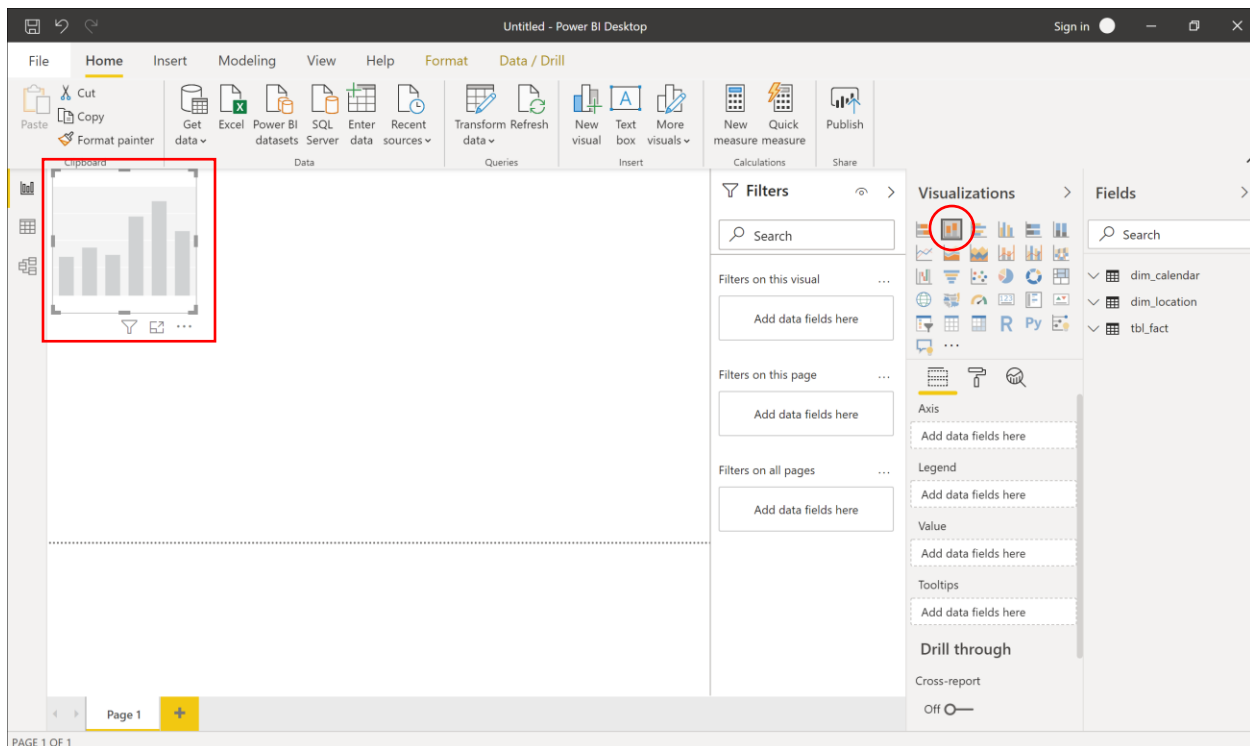 Untitled - Power BI Desktop
Sign in
File Home Insert Modeling View Help Format Data / Drill
Paste
Cut
Copy
Format painter
Clipboard
Get data
Excel
Power BI datasets
SQL Server
Enter data
Recent sources
Data
Transform data
Refresh
Queries
New visual
Text box
More visuals
Insert
New measure
Quick measure
Calculations
Publish
Share
Filters
Search
Filters on this visual ...
Add data fields here
Filters on this page ...
Add data fields here
Filters on all pages ...
Add data fields here
Visualizations
123
R Py
...
Axis
Add data fields here
Legend
Add data fields here
Value
Add data fields here
Tooltips
Add data fields here
Drill through
Cross-report
Off
Fields
Search
dim_calendar
dim_location
tbl_fact
Page 1
PAGE 1 OF 1